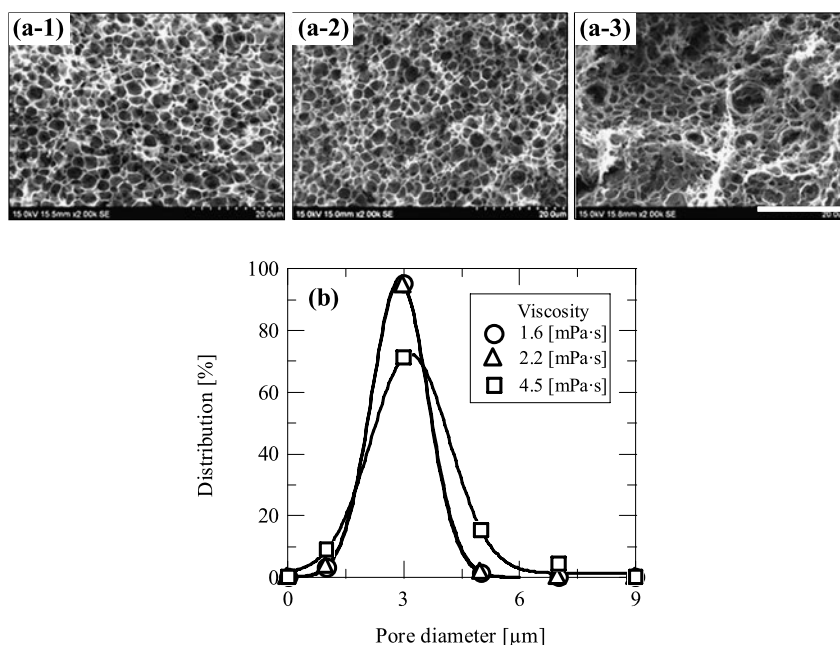 (a-1)
(a-2)
(a-3)
15.0kV 15.5mm x2.00k SE
20.0um
15.0kV 15.0mm x2.00k SE
20.0um
15.0kV 15.8mm x2.00k SE
20.0u
100
80
60
40
20
0
Distribution [%]
(b)
Viscosity
1.6 [mPa·s]
2.2 [mPa·s]
4.5 [mPa·s]
0
3
6
9
Pore diameter [μm]